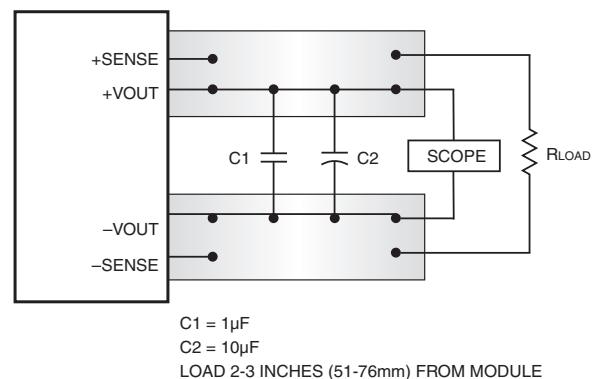 +SENSE
+VOUT
C1
C2
SCOPE
RLOAD
−VOUT
−SENSE
C1 = 1µF
C2 = 10µF
LOAD 2-3 INCHES (51-76mm) FROM MODULE